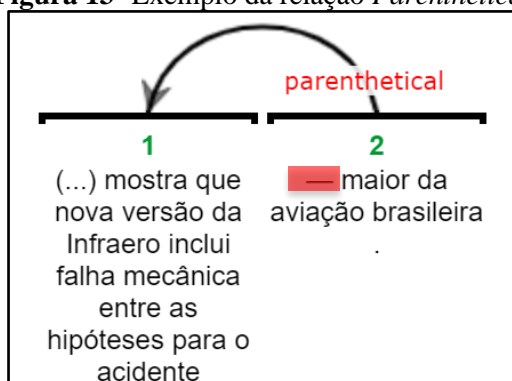 Figura 13- Exemplo da relação Parenthetical
parenthetical
1
(...) mostra que
nova versão da
Infraero inclui
falha mecânica
entre as
hipóteses para o
acidente
2
— maior da
aviação brasileira
.